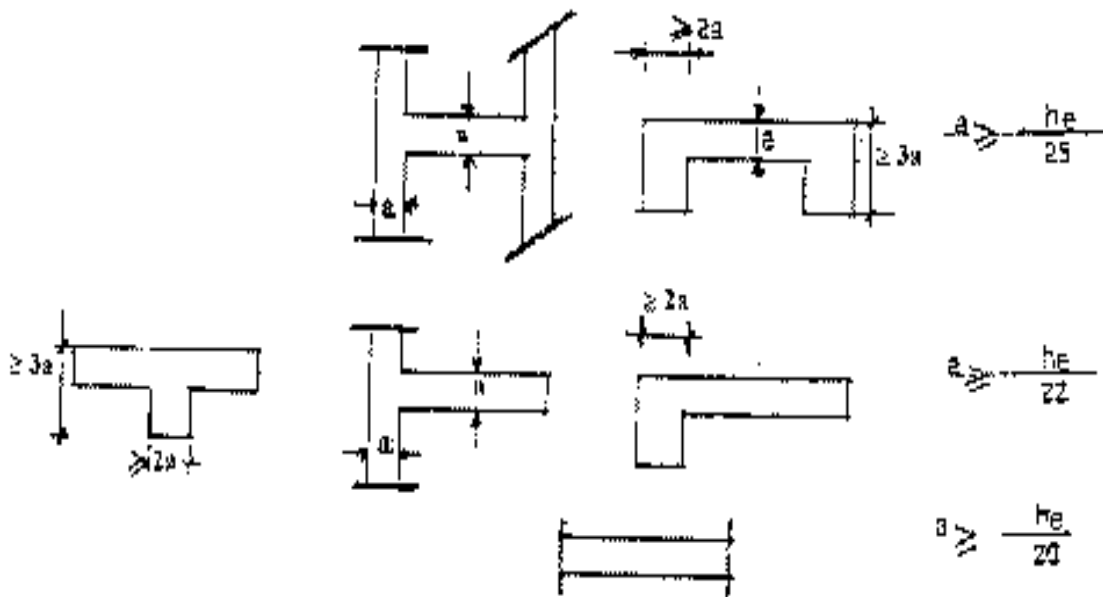 ≥ 2a
a
a
a
≥ 3a
a ≥ he/25
≥ 3a
≥ 2a
a
a
≥ 2a
a ≥ he/22
a ≥ he/20